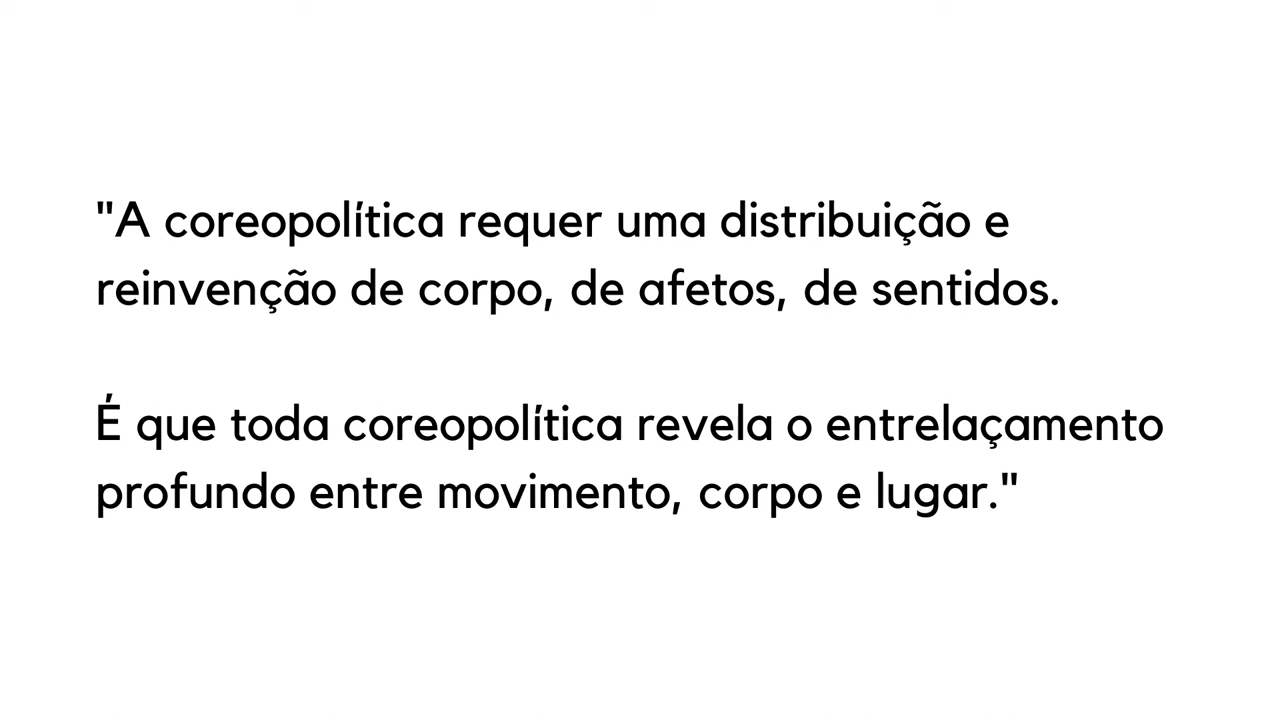 "A coreopolítica requer uma distribuição e
reinvenção de corpo, de afetos, de sentidos.
É que toda coreopolítica revela o entrelaçamento
profundo entre movimento, corpo e lugar."